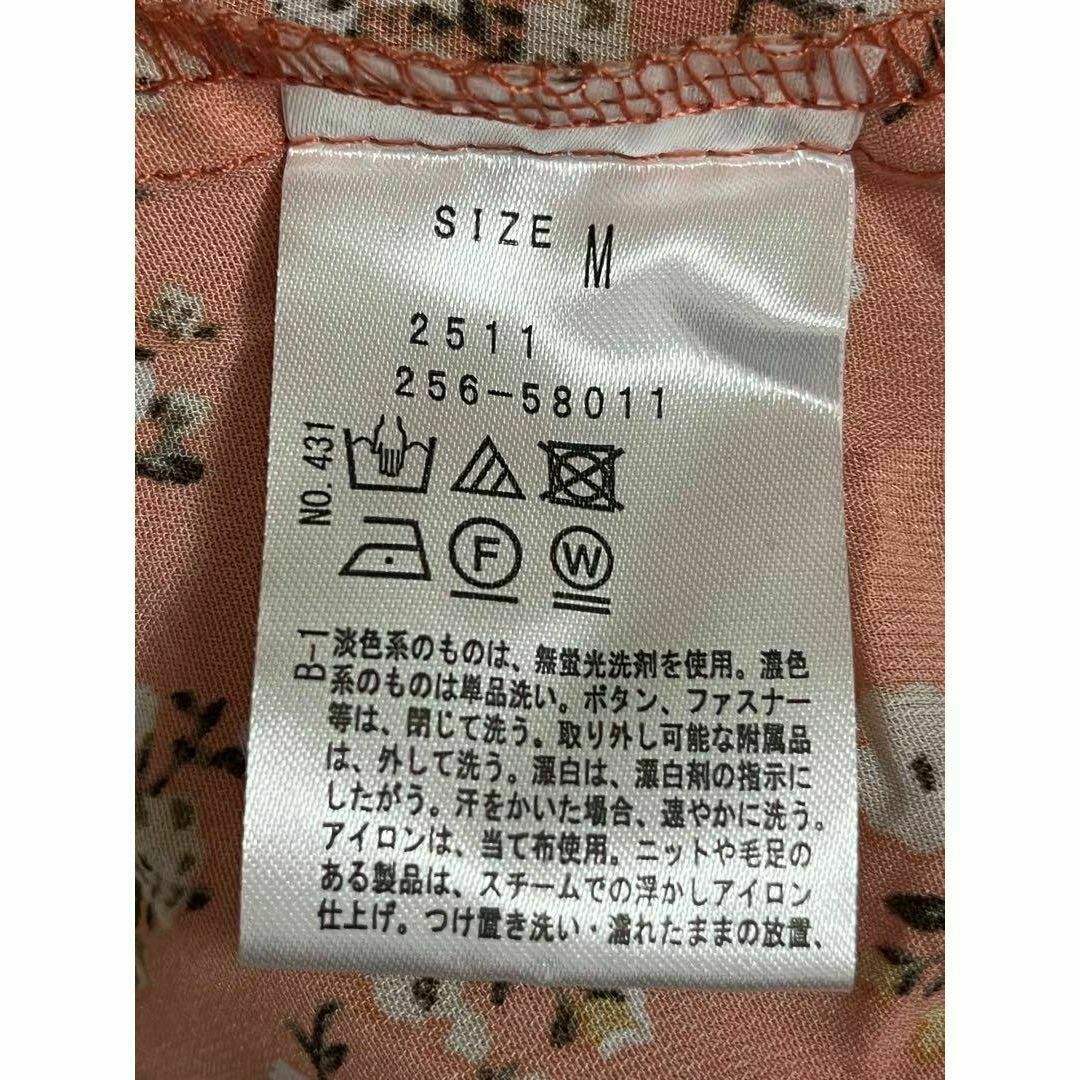 SIZE M
2511
256-58011
NO. 431
F
W
B-1
淡色系のものは、無蛍光洗剤を使用。濃色
系のものは単品洗い。ボタン、ファスナー
等は、閉じて洗う。取り外し可能な附属品
は、外して洗う。漂白は、漂白剤の指示に
したがう。汗をかいた場合、速やかに洗う。
アイロンは、当て布使用。ニットや毛足の
ある製品は、スチームでの浮かしアイロン
仕上げ。つけ置き洗い・濡れたままの放置、